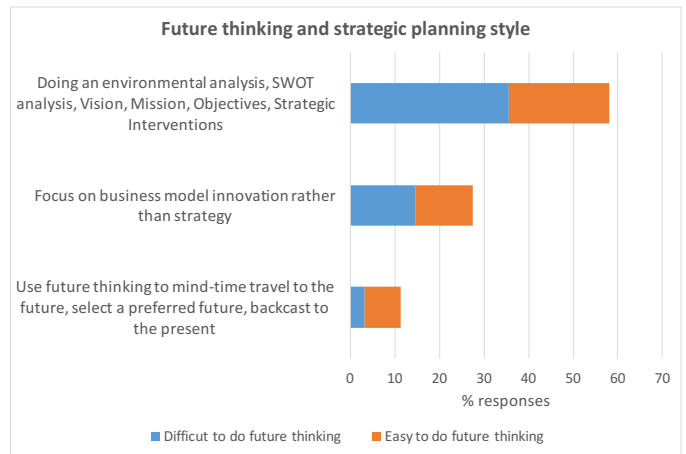 Future thinking and strategic planning style
Doing an environmental analysis, SWOT
analysis, Vision, Mission, Objectives, Strategic
Interventions
Focus on business model innovation rather
than strategy
Use future thinking to mind-time travel to the
future, select a preferred future, backcast to
the present
0 10 20 30 40 50 60 70
% responses
Difficut to do future thinking Easy to do future thinking